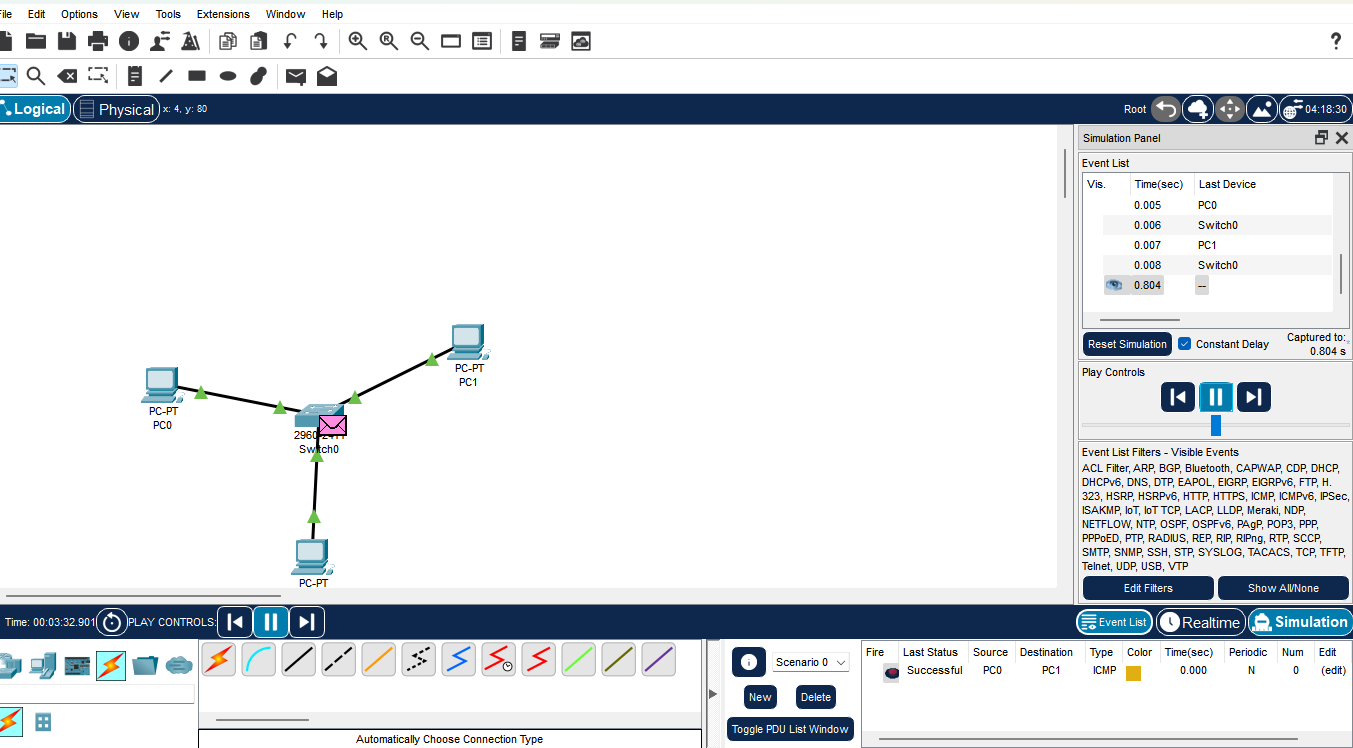 File Edit Options View Tools Extensions Window Help
?
Logical Physical x: 4, y: 80 Root 04:18:30
Simulation Panel
Event List
Vis. Time(sec) Last Device
0.005 PC0
0.006 Switch0
0.007 PC1
0.008 Switch0
0.804 --
Reset Simulation Constant Delay Captured to:
0.804 s
Play Controls
PC-PT
PC1
PC-PT
PC0
Switch0
PC-PT
Event List Filters - Visible Events
ACL Filter, ARP, BGP, Bluetooth, CAPWAP, CDP, DHCP,
DHCPv6, DNS, DTP, EAPOL, EIGRP, EIGRPv6, FTP, H.
323, HSRP, HSRPv6, HTTP, HTTPS, ICMP, ICMPv6, IPSec,
ISAKMP, IoT, IoT TCP, LACP, LLDP, Meraki, NDP,
NETFLOW, NTP, OSPF, OSPFv6, PAgP, POP3, PPP,
PPPoED, PTP, RADIUS, REP, RIP, RIPng, RTP, SCCP,
SMTP, SNMP, SSH, STP, SYSLOG, TACACS, TCP, TFTP,
Telnet, UDP, USB, VTP
Edit Filters Show All/None
Time: 00:03:32.901 PLAY CONTROLS: Event List Realtime Simulation
Scenario 0
New Delete
Toggle PDU List Window
Fire Last Status Source Destination Type Color Time(sec) Periodic Num Edit
Successful PC0 PC1 ICMP 0.000 N 0 (edit)
Automatically Choose Connection Type